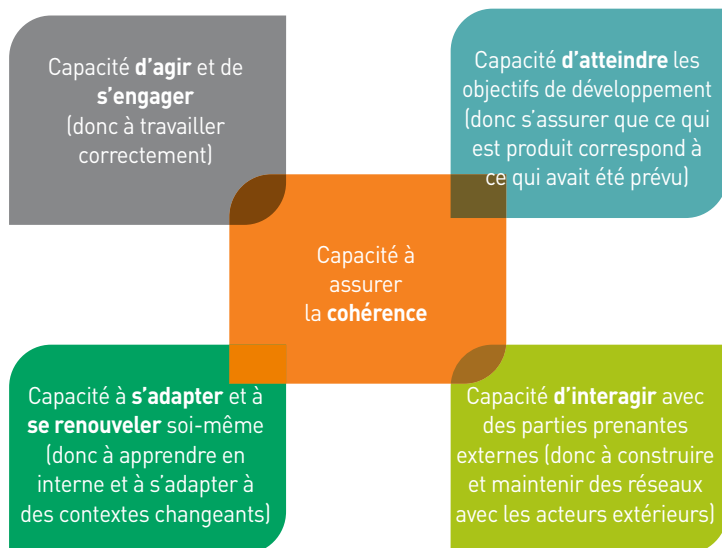 Capacité d'agir et de
s'engager
(donc à travailler
correctement)
Capacité d'atteindre les
objectifs de développement
(donc s'assurer que ce qui
est produit correspond à
ce qui avait été prévu)
Capacité à
assurer
la cohérence
Capacité à s'adapter et à
se renouveler soi-même
(donc à apprendre en
interne et à s'adapter à
des contextes changeants)
Capacité d'interagir avec
des parties prenantes
externes (donc à construire
et maintenir des réseaux
avec les acteurs extérieurs)